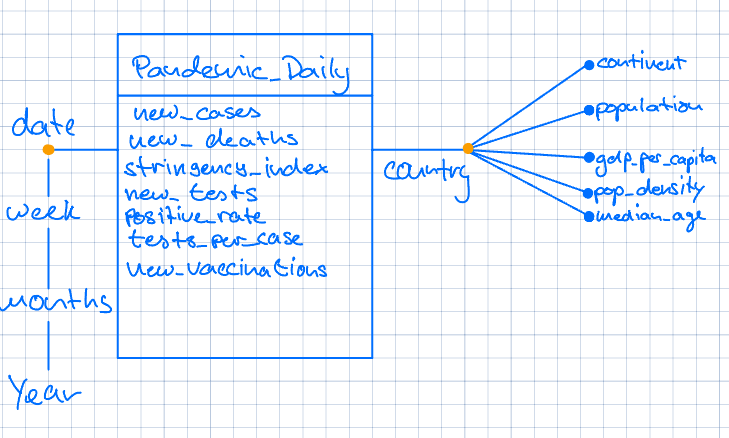 Pandemic_Daily
new_cases
new_deaths
stringency_index
new_tests
positive_rate
tests_per_case
new_vaccinations
date
week
months
Year
country
continent
population
gdp_per_capita
pop_density
median_age